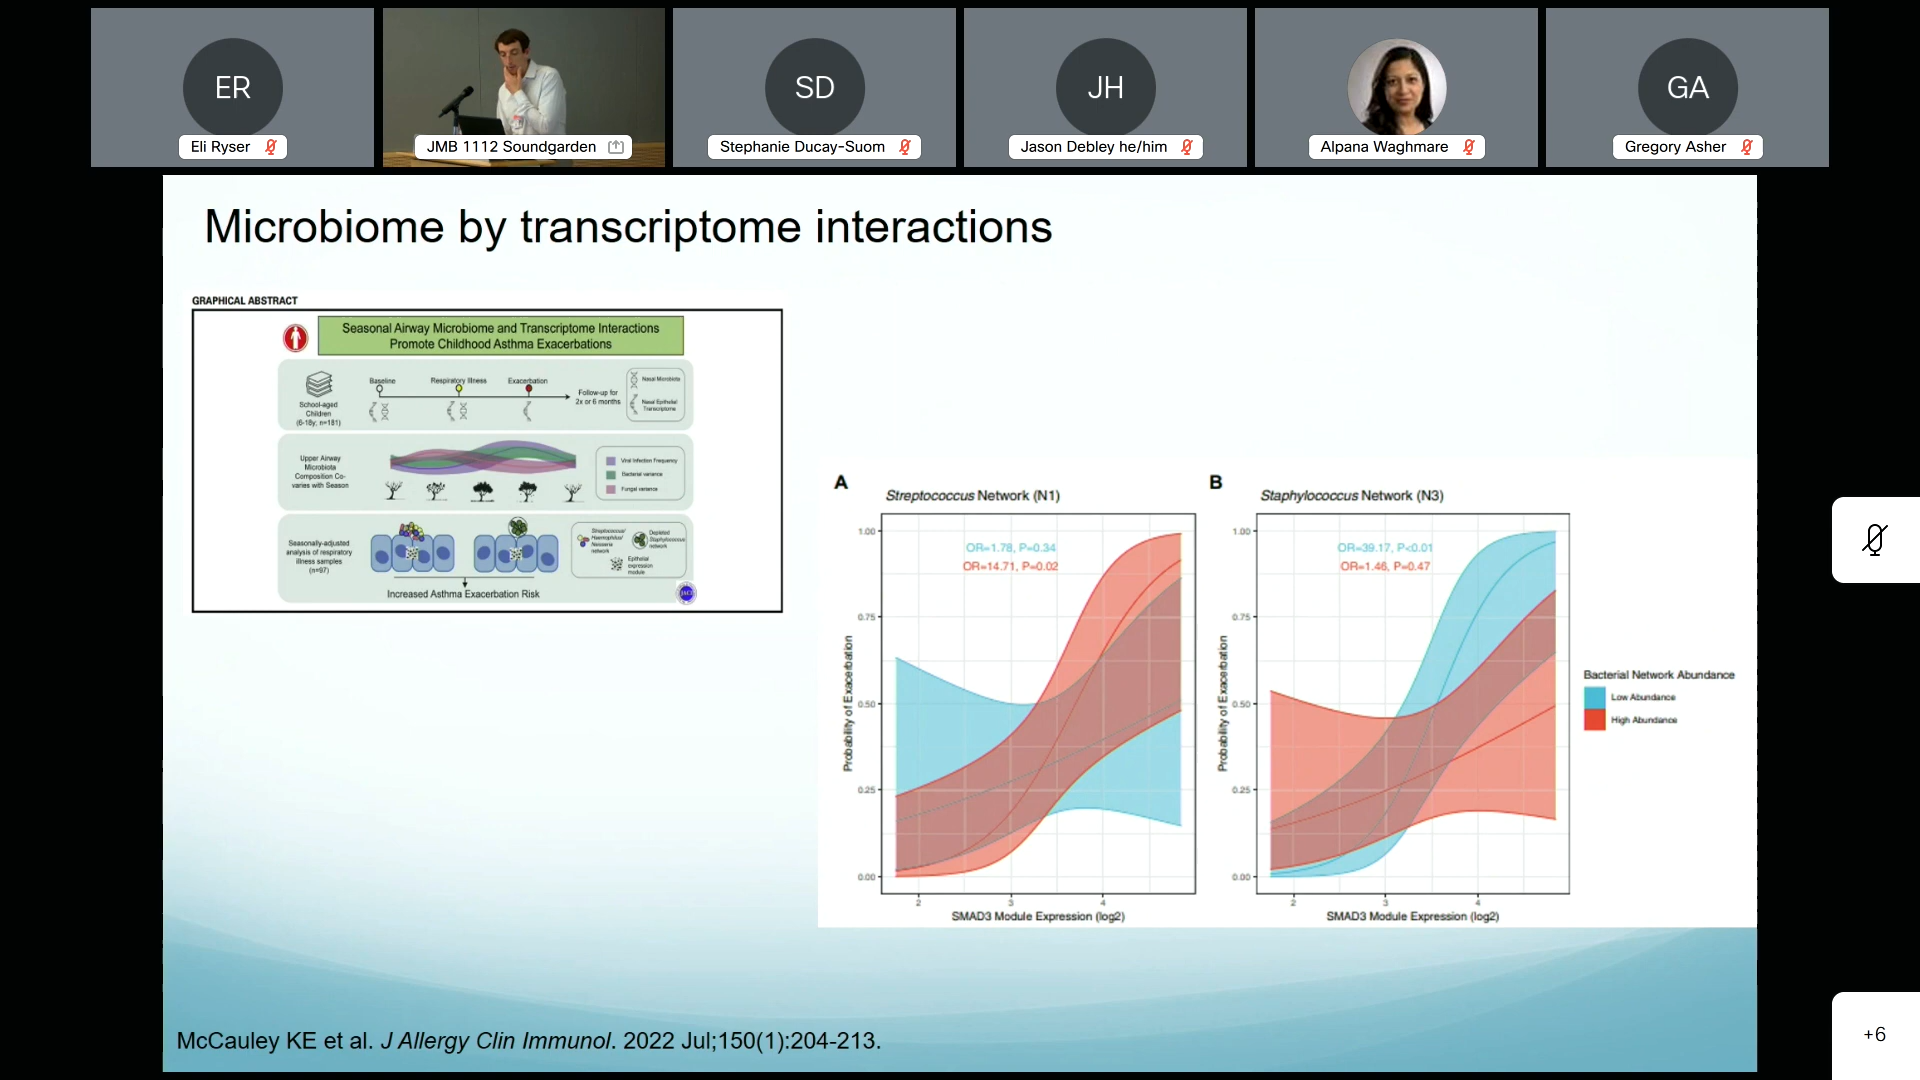 ER
Eli Ryser
JMB 1112 Soundgarden
SD
Stephanie Ducay-Suom
JH
Jason Debley he/him
Alpana Waghmare
GA
Gregory Asher
Microbiome by transcriptome interactions
GRAPHICAL ABSTRACT
Seasonal Airway Microbiome and Transcriptome Interactions
Promote Childhood Asthma Exacerbations
School-aged
Children
(6-18y; n=181)
Baseline
Respiratory Illness
Exacerbation
Follow-up for
2x or 6 months
Nasal Microbiota
Nasal Epithelial
Transcriptome
Upper Airway
Microbiota
Composition Co-
varies with Season
Viral Infection Frequency
Bacterial variance
Fungal variance
Seasonally-adjusted
analysis of respiratory
illness samples
(n=97)
Streptococcus/
Haemophilus/
network
Depleted
Staphylococcus
network
Epithelial
expression
module
Increased Asthma Exacerbation Risk
A
Streptococcus Network (N1)
OR=1.78, P=0.34
OR=14.71, P=0.02
1.00
0.75
0.50
0.25
0.00
Probability of Exacerbation
2
3
4
SMAD3 Module Expression (log2)
B
Staphylococcus Network (N3)
OR=39.17, P<0.01
OR=1.46, P=0.47
1.00
0.75
0.50
0.25
0.00
Probability of Exacerbation
2
3
4
SMAD3 Module Expression (log2)
Bacterial Network Abundance
Low Abundance
High Abundance
McCauley KE et al. J Allergy Clin Immunol. 2022 Jul;150(1):204-213.
+6